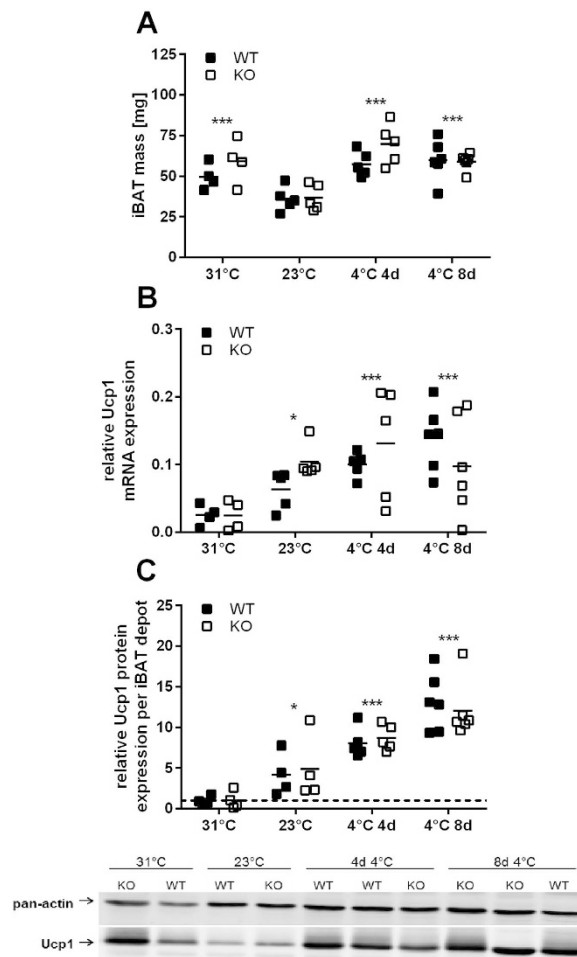 A
WT
KO
iBAT mass [mg]
125
100
75
50
25
0
***
***
***
31°C
23°C
4°C 4d
4°C 8d
B
WT
KO
relative Ucp1
mRNA expression
0.3
0.2
0.1
0.0
*
***
***
31°C
23°C
4°C 4d
4°C 8d
C
WT
KO
relative Ucp1 protein
expression per iBAT depot
25
20
15
10
5
0
*
***
***
31°C
23°C
4°C 4d
4°C 8d
31°C 23°C 4d 4°C 8d 4°C
KO WT WT KO WT WT KO KO KO WT
pan-actin →
Ucp1 →